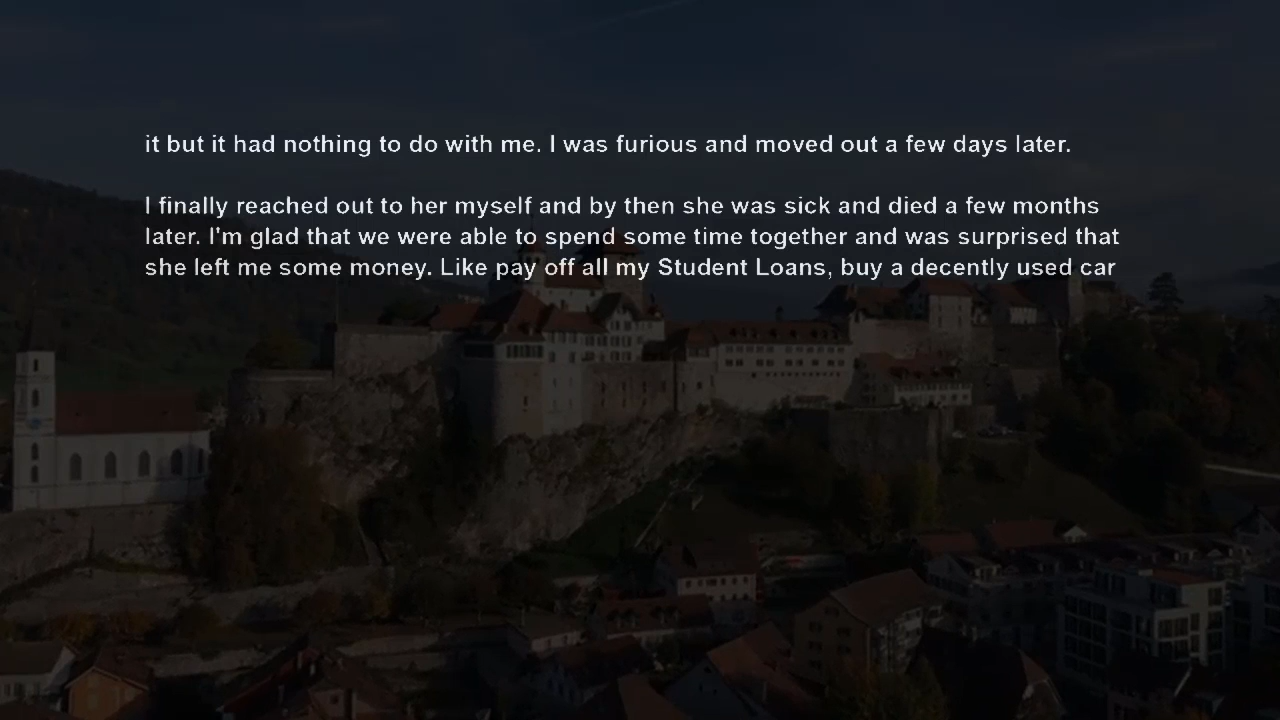 it but it had nothing to do with me. I was furious and moved out a few days later.
I finally reached out to her myself and by then she was sick and died a few months
later. I'm glad that we were able to spend some time together and was surprised that
she left me some money. Like pay off all my Student Loans, buy a decently used car